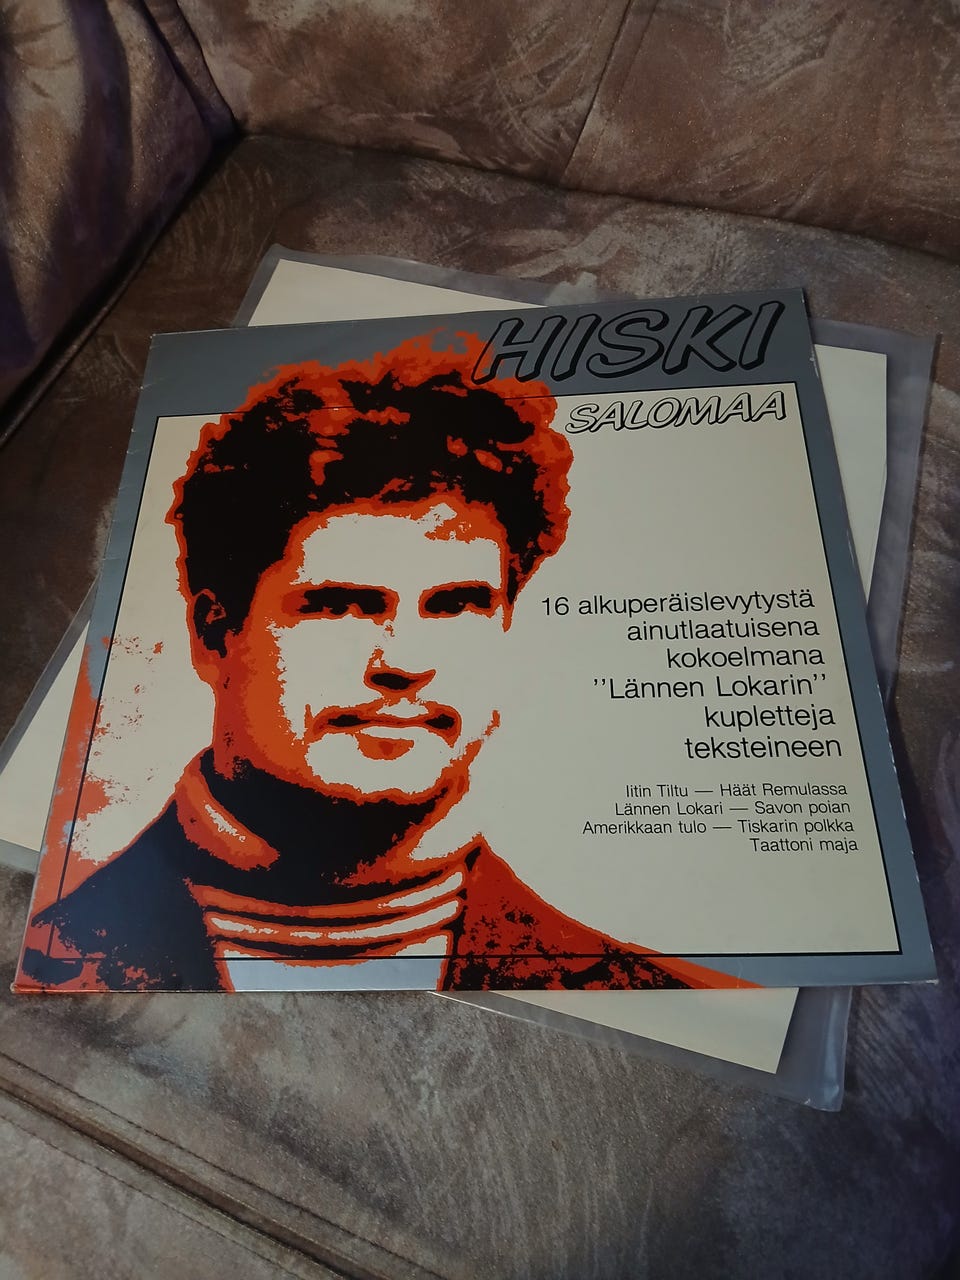 HISKI
SALOMAA
16 alkuperäislevytystä
ainutlaatuisena
kokoelmana
’’Lännen Lokarin’’
kupletteja
teksteineen
Iitin Tiltu — Häät Remulassa
Lännen Lokari — Savon poian
Amerikkaan tulo — Tiskarin polkka
Taattoni maja